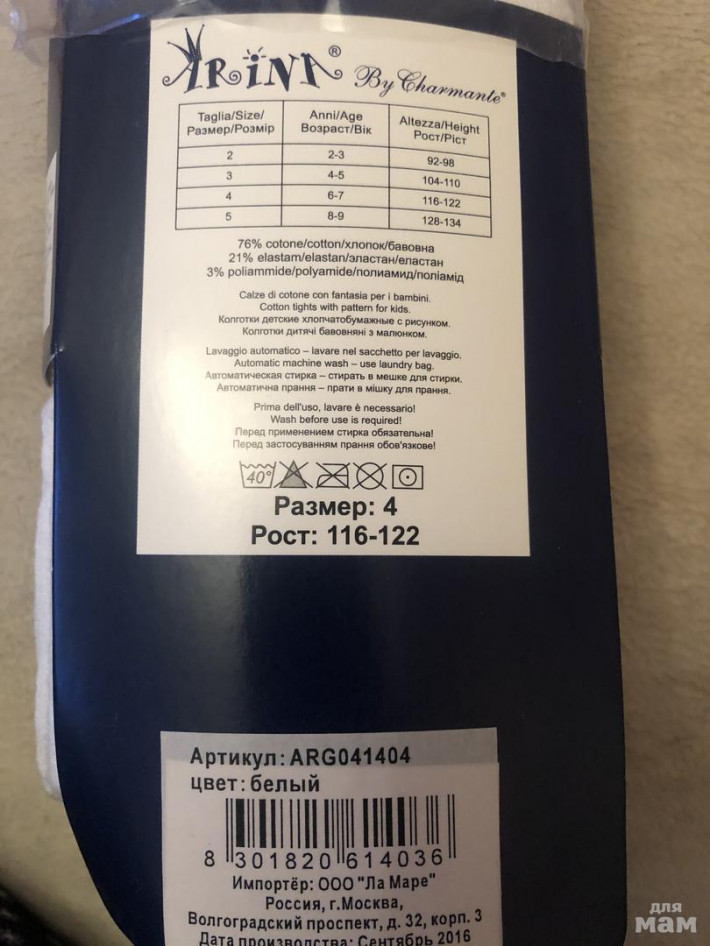 ARiNA® By Charmante®
Taglia/Size/ Размер/Розмір Anni/Age Возраст/Вік Altezza/Height Рост/Ріст
2 2-3 92-98
3 4-5 104-110
4 6-7 116-122
5 8-9 128-134
76% cotone/cotton/хлопок/бавовна
21% elastam/elastan/эластан/еластан
3% poliammide/polyamide/полиамид/поліамід
Calze di cotone con fantasia per i bambini.
Cotton tights with pattern for kids.
Колготки детские хлопчатобумажные с рисунком.
Колготки дитячі бавовняні з малюнком.
Lavaggio automatico – lavare nel sacchetto per lavaggio.
Automatic machine wash – use laundry bag.
Автоматическая стирка – стирать в мешке для стирки.
Автоматична прання – прати в мішку для прання.
Prima dell'uso, lavare è necessario!
Wash before use is required!
Перед применением стирка обязательна!
Перед застосуванням прання обов'язкове!
40°
Размер: 4
Рост: 116-122
Артикул: ARG041404
цвет: белый
8 301820 614036
Импортёр: ООО "Ла Маре"
Россия, г.Москва,
Волгоградский проспект, д. 32, корп. 3
Дата производства: Сентябрь 2016
для
мам